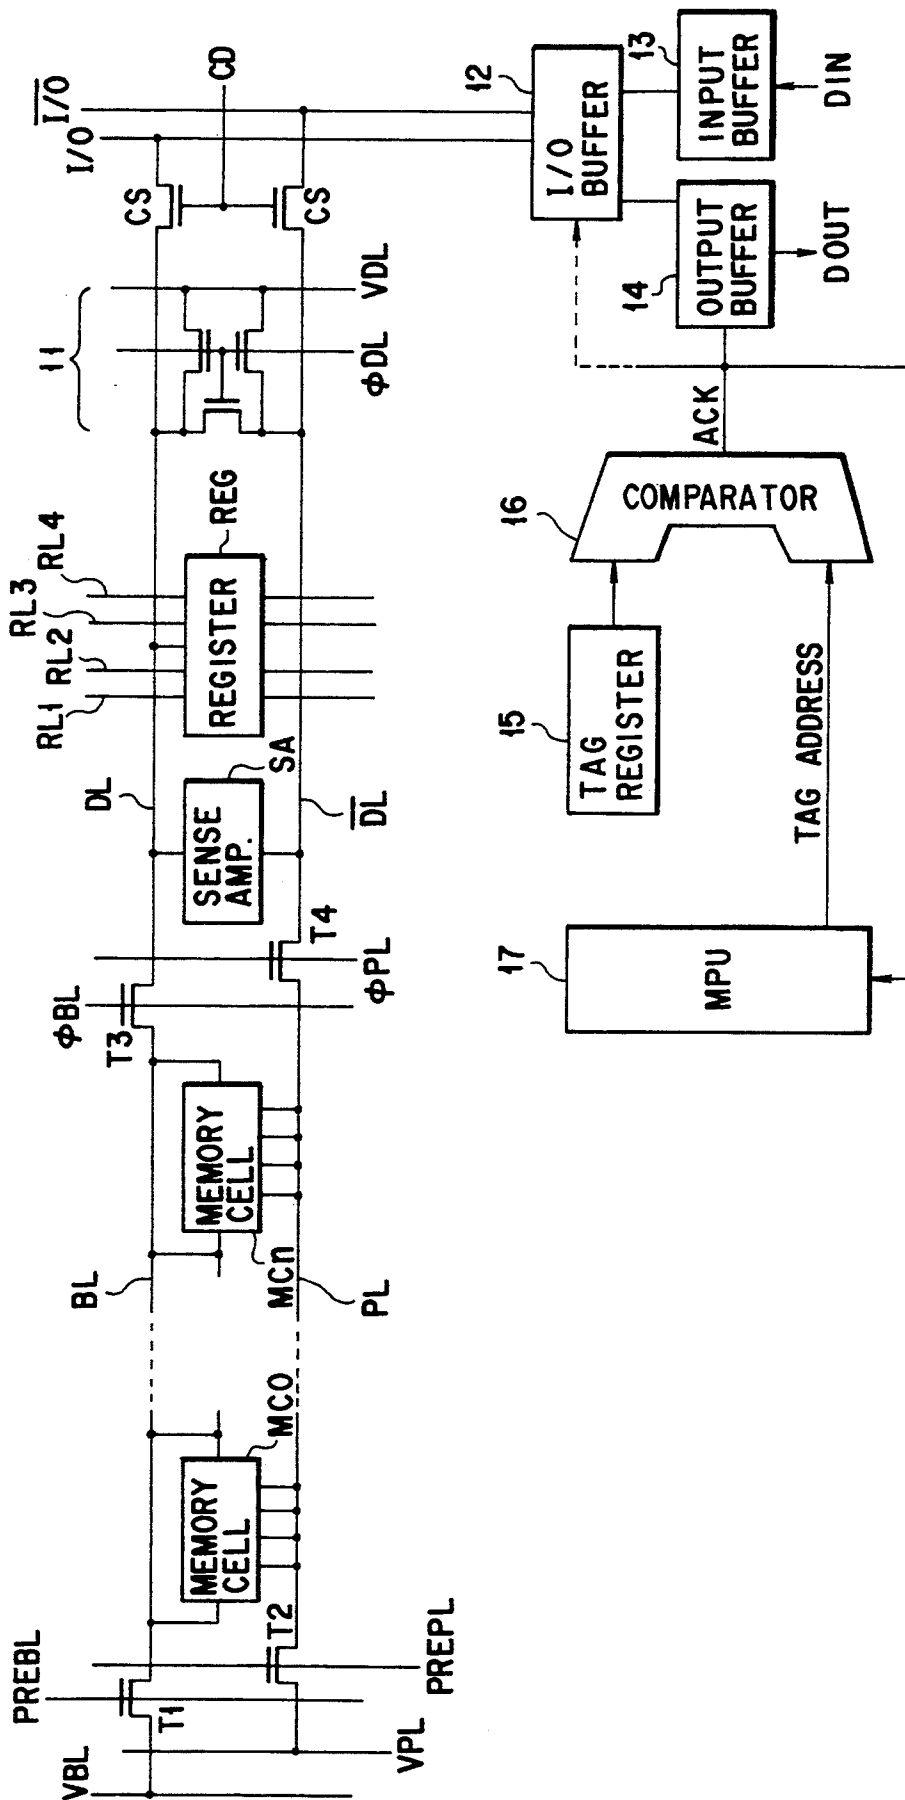 VBL
PREBL
T1
VPL
PREPL
T2
MEMORY
CELL
MC0
BL
MEMORY
CELL
MCn
PL
ΦBL
T3
ΦPL
T4
DL
SENSE
AMP.
SA
D̅L̅
RL1
RL2
RL3
RL4
REGISTER
REG
11
ΦDL
VDL
CS
CS
I/O
I̅/̅O̅
CD
12
I/O
BUFFER
13
INPUT
BUFFER
DIN
14
OUTPUT
BUFFER
DOUT
ACK
16
COMPARATOR
15
TAG
REGISTER
TAG ADDRESS
17
MPU